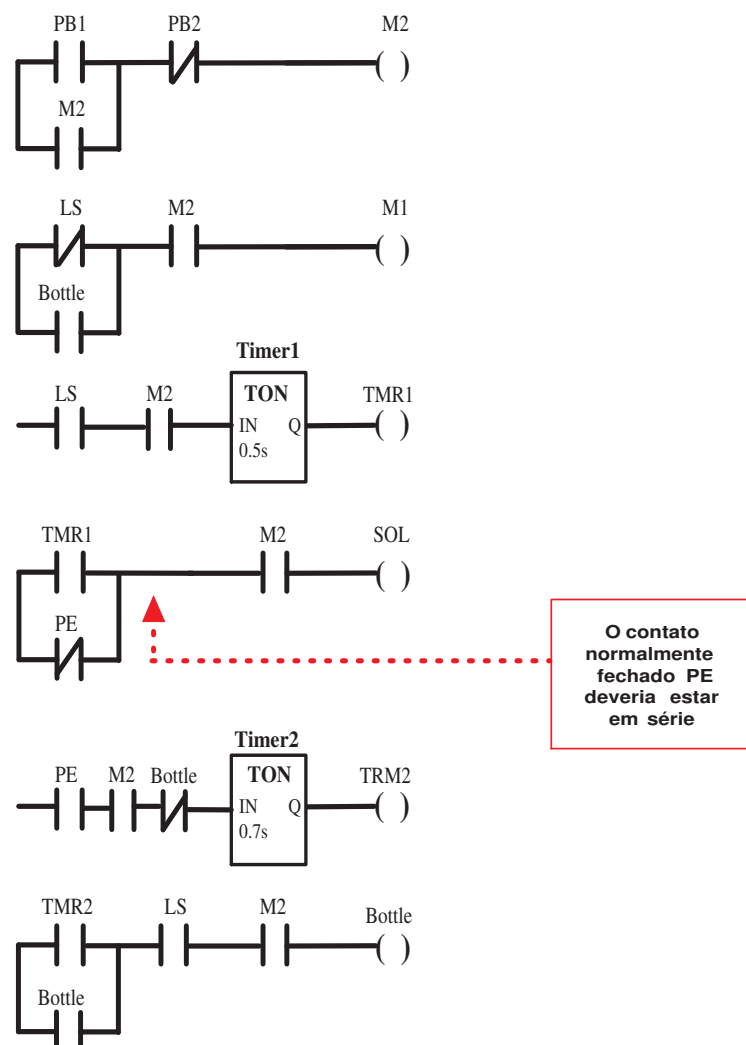 PB1 PB2 M2
M2
LS M2 M1
Bottle
Timer1
LS M2 TON TMR1
IN Q
0.5s
TMR1 M2 SOL
PE
O contato
normalmente
fechado PE
deveria estar
em série
Timer2
PE M2 Bottle TON TRM2
IN Q
0.7s
TMR2 LS M2 Bottle
Bottle